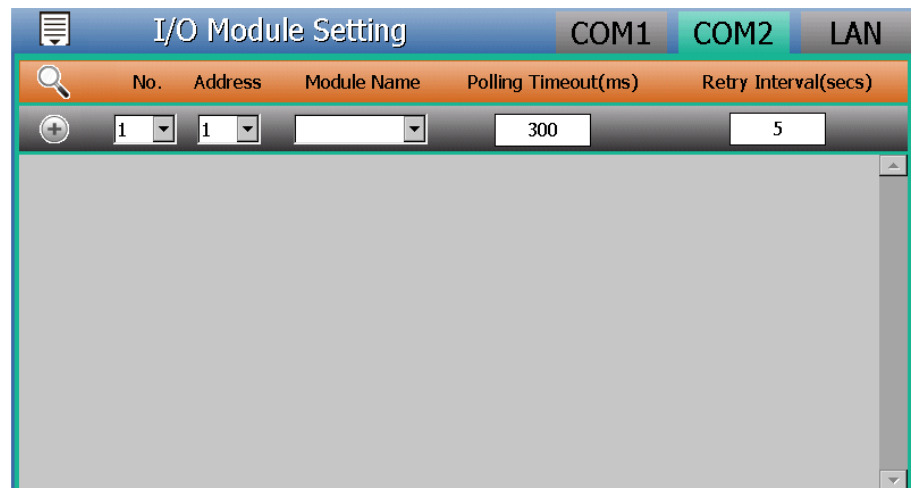 I/O Module Setting COM1 COM2 LAN
No. Address Module Name Polling Timeout(ms) Retry Interval(secs)
1 1 300 5